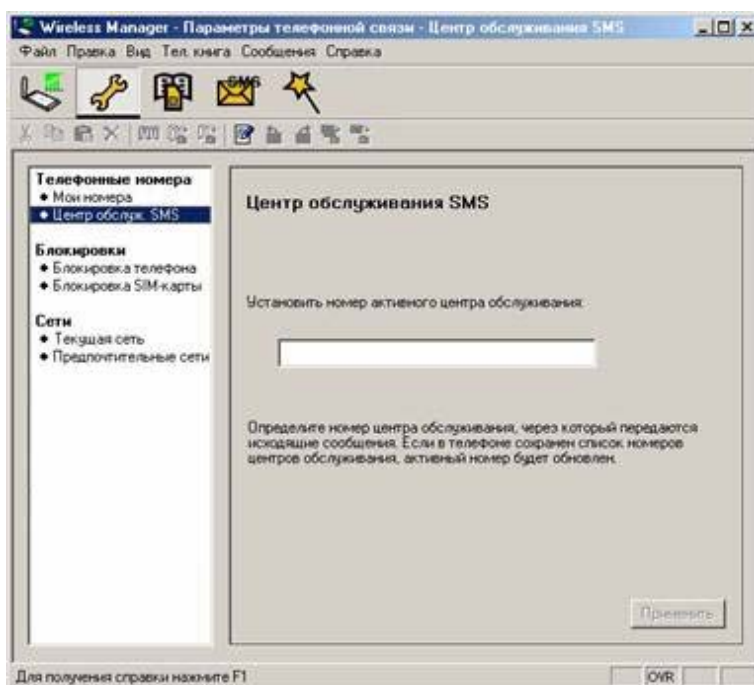 Wireless Manager - Параметры телефонной связи - Центр обслуживания SMS
Файл Правка Вид Тел. книга Сообщения Справка
SMS
Телефонные номера
Мои номера
Центр обслуж. SMS
Блокировки
Блокировка телефона
Блокировка SIM-карты
Сети
Текущая сеть
Предпочтительные сети
Центр обслуживания SMS
Установить номер активного центра обслуживания:
Определите номер центра обслуживания, через который передаются
исходящие сообщения. Если в телефоне сохранен список номеров
центров обслуживания, активный номер будет обновлен.
Применить
Для получения справки нажмите F1
OVR